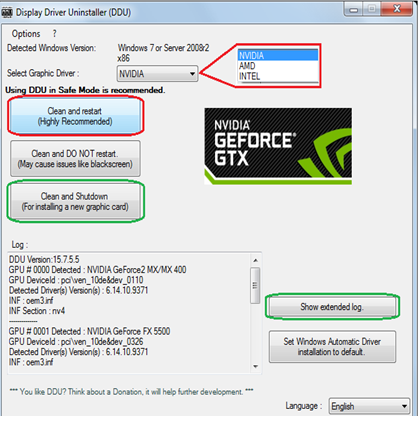 Display Driver Uninstaller (DDU)
Options ?
Detected Windows Version: Windows 7 or Server 2008r2
x86
NVIDIA
AMD
INTEL
Select Graphic Driver : NVIDIA
Using DDU in Safe Mode is recommended.
Clean and restart
(Highly Recommended)
NVIDIA
GEFORCE
GTX
Clean and DO NOT restart.
(May cause issues like blackscreen)
Clean and Shutdown
(For installing a new graphic card)
Log :
DDU Version:15.7.5.5
GPU # 0000 Detected : NVIDIA GeForce2 MX/MX 400
GPU DeviceId : pci\ven_10de&dev_0110
Detected Driver(s) Version(s) : 6.14.10.9371
INF : oem3.inf
INF Section : nv4
--------------
GPU # 0001 Detected : NVIDIA GeForce FX 5500
GPU DeviceId : pci\ven_10de&dev_0326
Detected Driver(s) Version(s) : 6.14.10.9371
INF : oem3.inf
Show extended log.
Set Windows Automatic Driver
installation to default.
*** You like DDU? Think about a Donation, it will help further development. ***
Language : English